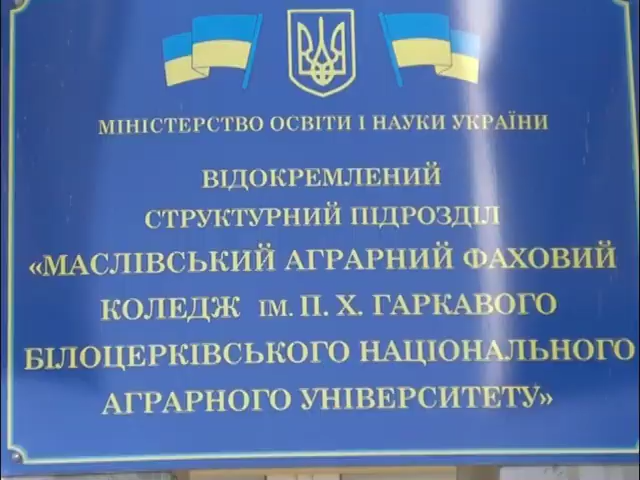 МІНІСТЕРСТВО ОСВІТИ І НАУКИ УКРАЇНИ
ВІДОКРЕМЛЕНИЙ
СТРУКТУРНИЙ ПІДРОЗДІЛ
«МАСЛІВСЬКИЙ АГРАРНИЙ ФАХОВИЙ
КОЛЕДЖ ІМ. П. Х. ГАРКАВОГО
БІЛОЦЕРКІВСЬКОГО НАЦІОНАЛЬНОГО
АГРАРНОГО УНІВЕРСИТЕТУ»